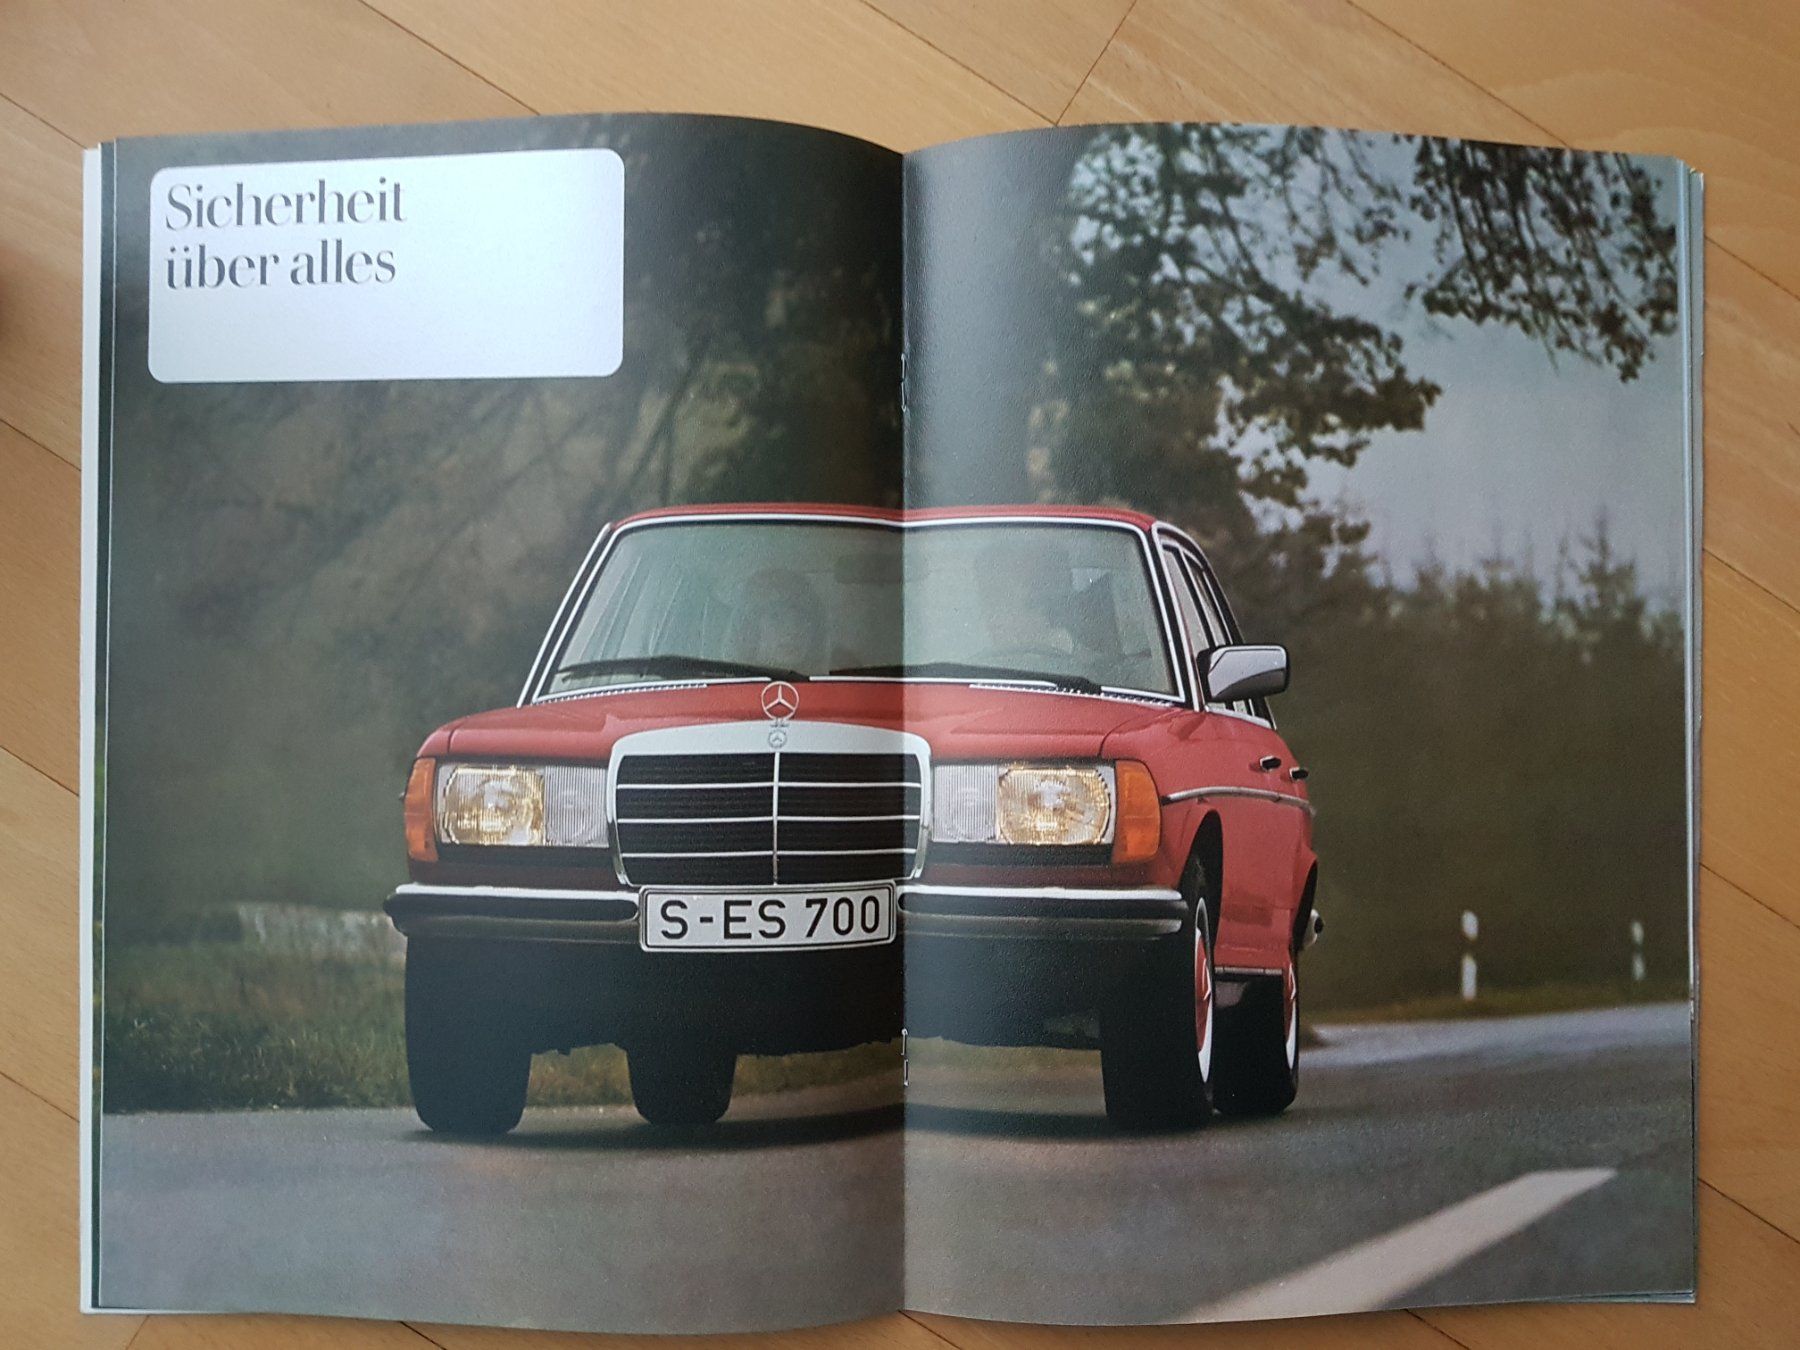 Sicherheit
über alles
S-ES 700